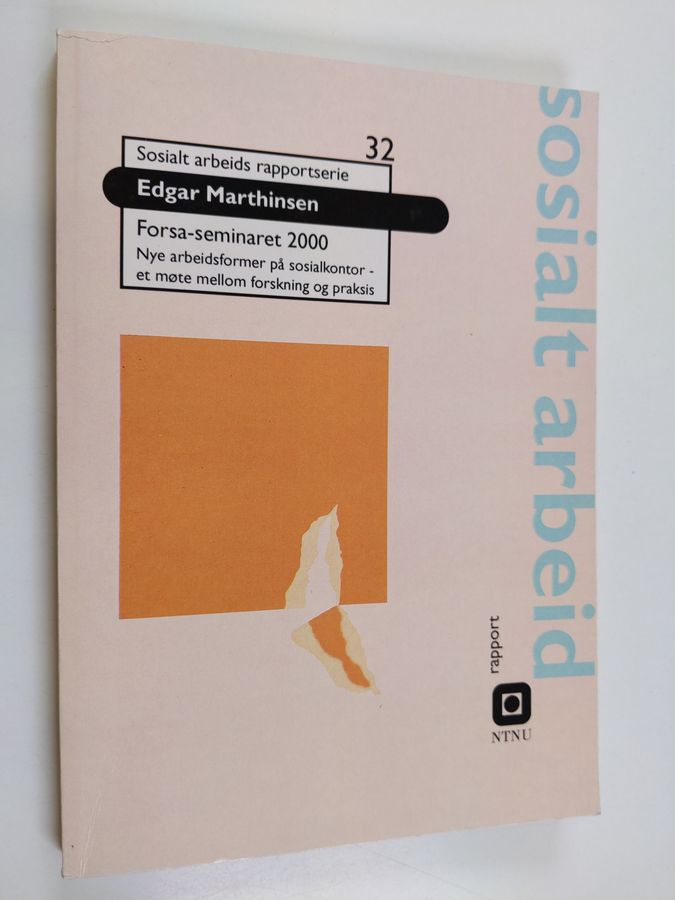 32
Sosialt arbeids rapportserie
Edgar Marthinsen
Forsa-seminaret 2000
Nye arbeidsformer på sosialkontor -
et møte mellom forskning og praksis
sosialt arbeid
rapport
NTNU